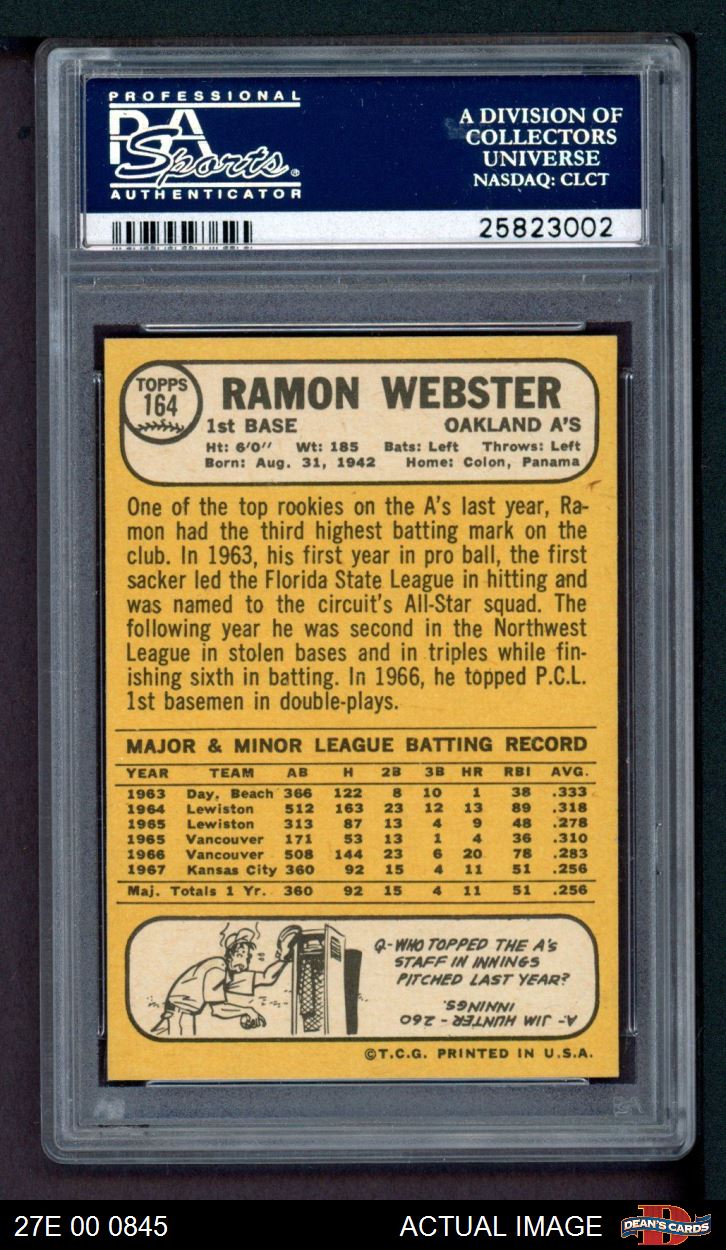 PROFESSIONAL
PSA
Sports®
AUTHENTICATOR
A DIVISION OF
COLLECTORS
UNIVERSE
NASDAQ: CLCT
25823002
TOPPS
164
RAMON WEBSTER
1st BASE OAKLAND A'S
Ht: 6'0'' Wt: 185 Bats: Left Throws: Left
Born: Aug. 31, 1942 Home: Colon, Panama
One of the top rookies on the A's last year, Ra-
mon had the third highest batting mark on the
club. In 1963, his first year in pro ball, the first
sacker led the Florida State League in hitting and
was named to the circuit's All-Star squad. The
following year he was second in the Northwest
League in stolen bases and in triples while fin-
ishing sixth in batting. In 1966, he topped P.C.L.
1st basemen in double-plays.
MAJOR & MINOR LEAGUE BATTING RECORD
YEAR TEAM AB H 2B 3B HR RBI AVG.
1963 Day. Beach 366 122 8 10 1 38 .333
1964 Lewiston 512 163 23 12 13 89 .318
1965 Lewiston 313 87 13 4 9 48 .278
1965 Vancouver 171 53 13 1 4 36 .310
1966 Vancouver 508 144 23 6 20 78 .283
1967 Kansas City 360 92 15 4 11 51 .256
Maj. Totals 1 Yr. 360 92 15 4 11 51 .256
Q-WHO TOPPED THE A's
STAFF IN INNINGS
PITCHED LAST YEAR?
A- JIM HUNTER - 260
INNINGS.
©T.C.G. PRINTED IN U.S.A.
27E 00 0845 ACTUAL IMAGE
D
DEAN'S CARDS